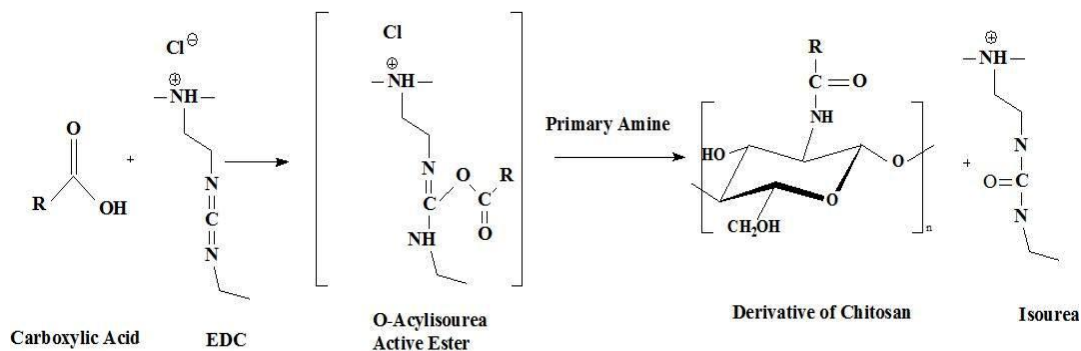 Cl⊖
⊕
NH
O
R
OH
+
N
C
N
Cl
⊕
NH
N
C
O
C
R
O
NH
Primary Amine
R
C
O
NH
HO
O
O
CH₂OH
n
+
⊕
NH
N
O
C
N
Carboxylic Acid
EDC
O-Acylisourea
Active Ester
Derivative of Chitosan
Isourea